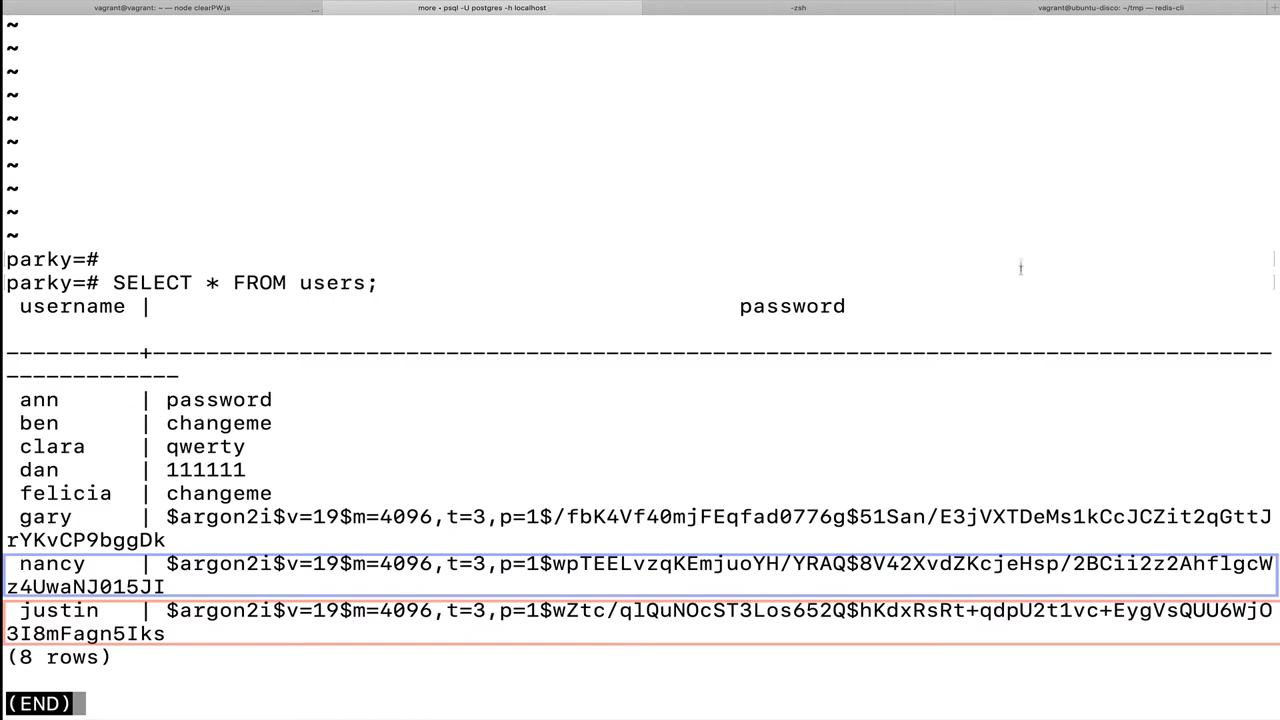 vagrant@vagrant: ~ — node clearPW.js ... more • psql -U postgres -h localhost -zsh vagrant@ubuntu-disco: ~/tmp — redis-cli +
~
~
~
~
~
~
~
~
~
~
parky=#
parky=# SELECT * FROM users;
username | password
----------+-----------------------------------------------------------------------------------
-------------
ann | password
ben | changeme
clara | qwerty
dan | 111111
felicia | changeme
gary | $argon2i$v=19$m=4096,t=3,p=1$/fbK4Vf40mjFEqfad0776g$51San/E3jVXTDeMs1kCcJCZit2qGttJ
rYKvCP9bggDk
nancy | $argon2i$v=19$m=4096,t=3,p=1$wpTEELvzqKEmjuoYH/YRAQ$8V42XvdZKcjeHsp/2BCii2z2AhflgcW
z4UwaNJ015JI
justin | $argon2i$v=19$m=4096,t=3,p=1$wZtc/qlQuNOcST3Los652Q$hKdxRsRt+qdpU2t1vc+EygVsQUU6WjO
3I8mFagn5Iks
(8 rows)
(END)